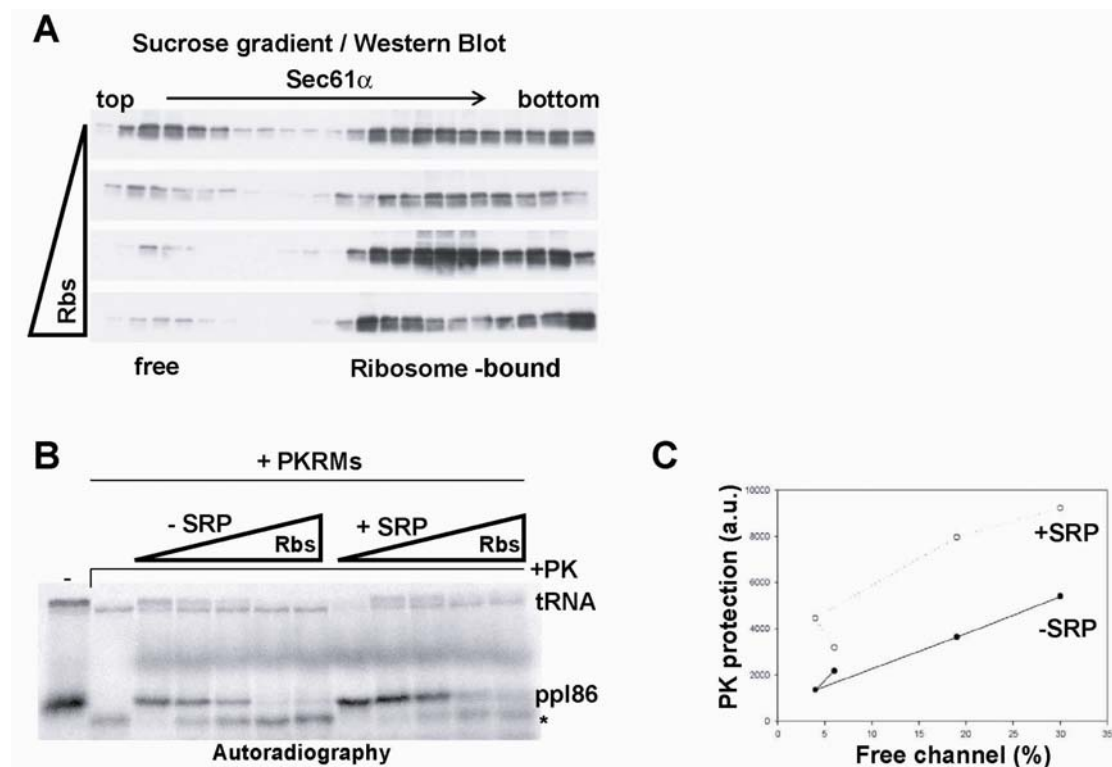 A
Sucrose gradient / Western Blot
Sec61α
top
bottom
Rbs
free
Ribosome -bound
B
+ PKRMs
- SRP
+ SRP
Rbs
Rbs
-
+PK
tRNA
ppl86
*
Autoradiography
C
PK protection (a.u.)
10000
8000
6000
4000
2000
0
+SRP
-SRP
0
5
10
15
20
25
30
35
Free channel (%)